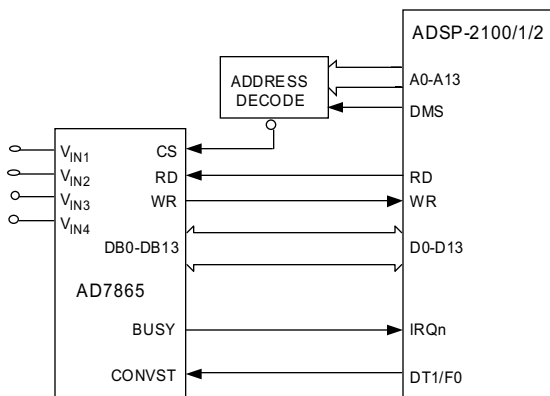 ADSP-2100/1/2
ADDRESS
DECODE
A0-A13
DMS
VIN1
CS
VIN2
RD
RD
VIN3
WR
WR
VIN4
DB0-DB13
D0-D13
AD7865
BUSY
IRQn
CONVST
DT1/F0